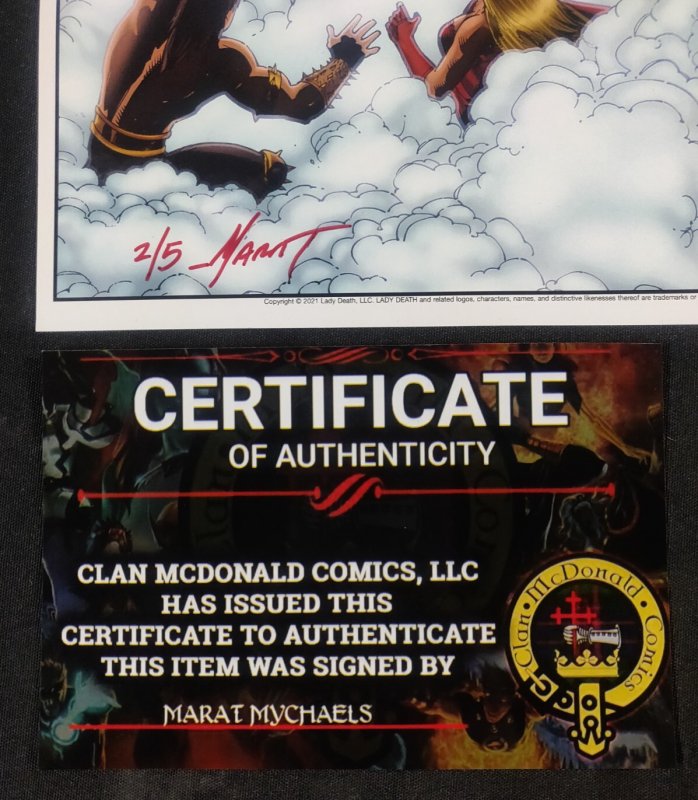 2/5 Marat
Copyright © 2021 Lady Death, LLC. LADY DEATH and related logos, characters, names, and distinctive likenesses thereof are trademarks or
CERTIFICATE
OF AUTHENTICITY
CLAN MCDONALD COMICS, LLC
HAS ISSUED THIS
CERTIFICATE TO AUTHENTICATE
THIS ITEM WAS SIGNED BY
MARAT MYCHAELS
Clan • McDonald • Comics